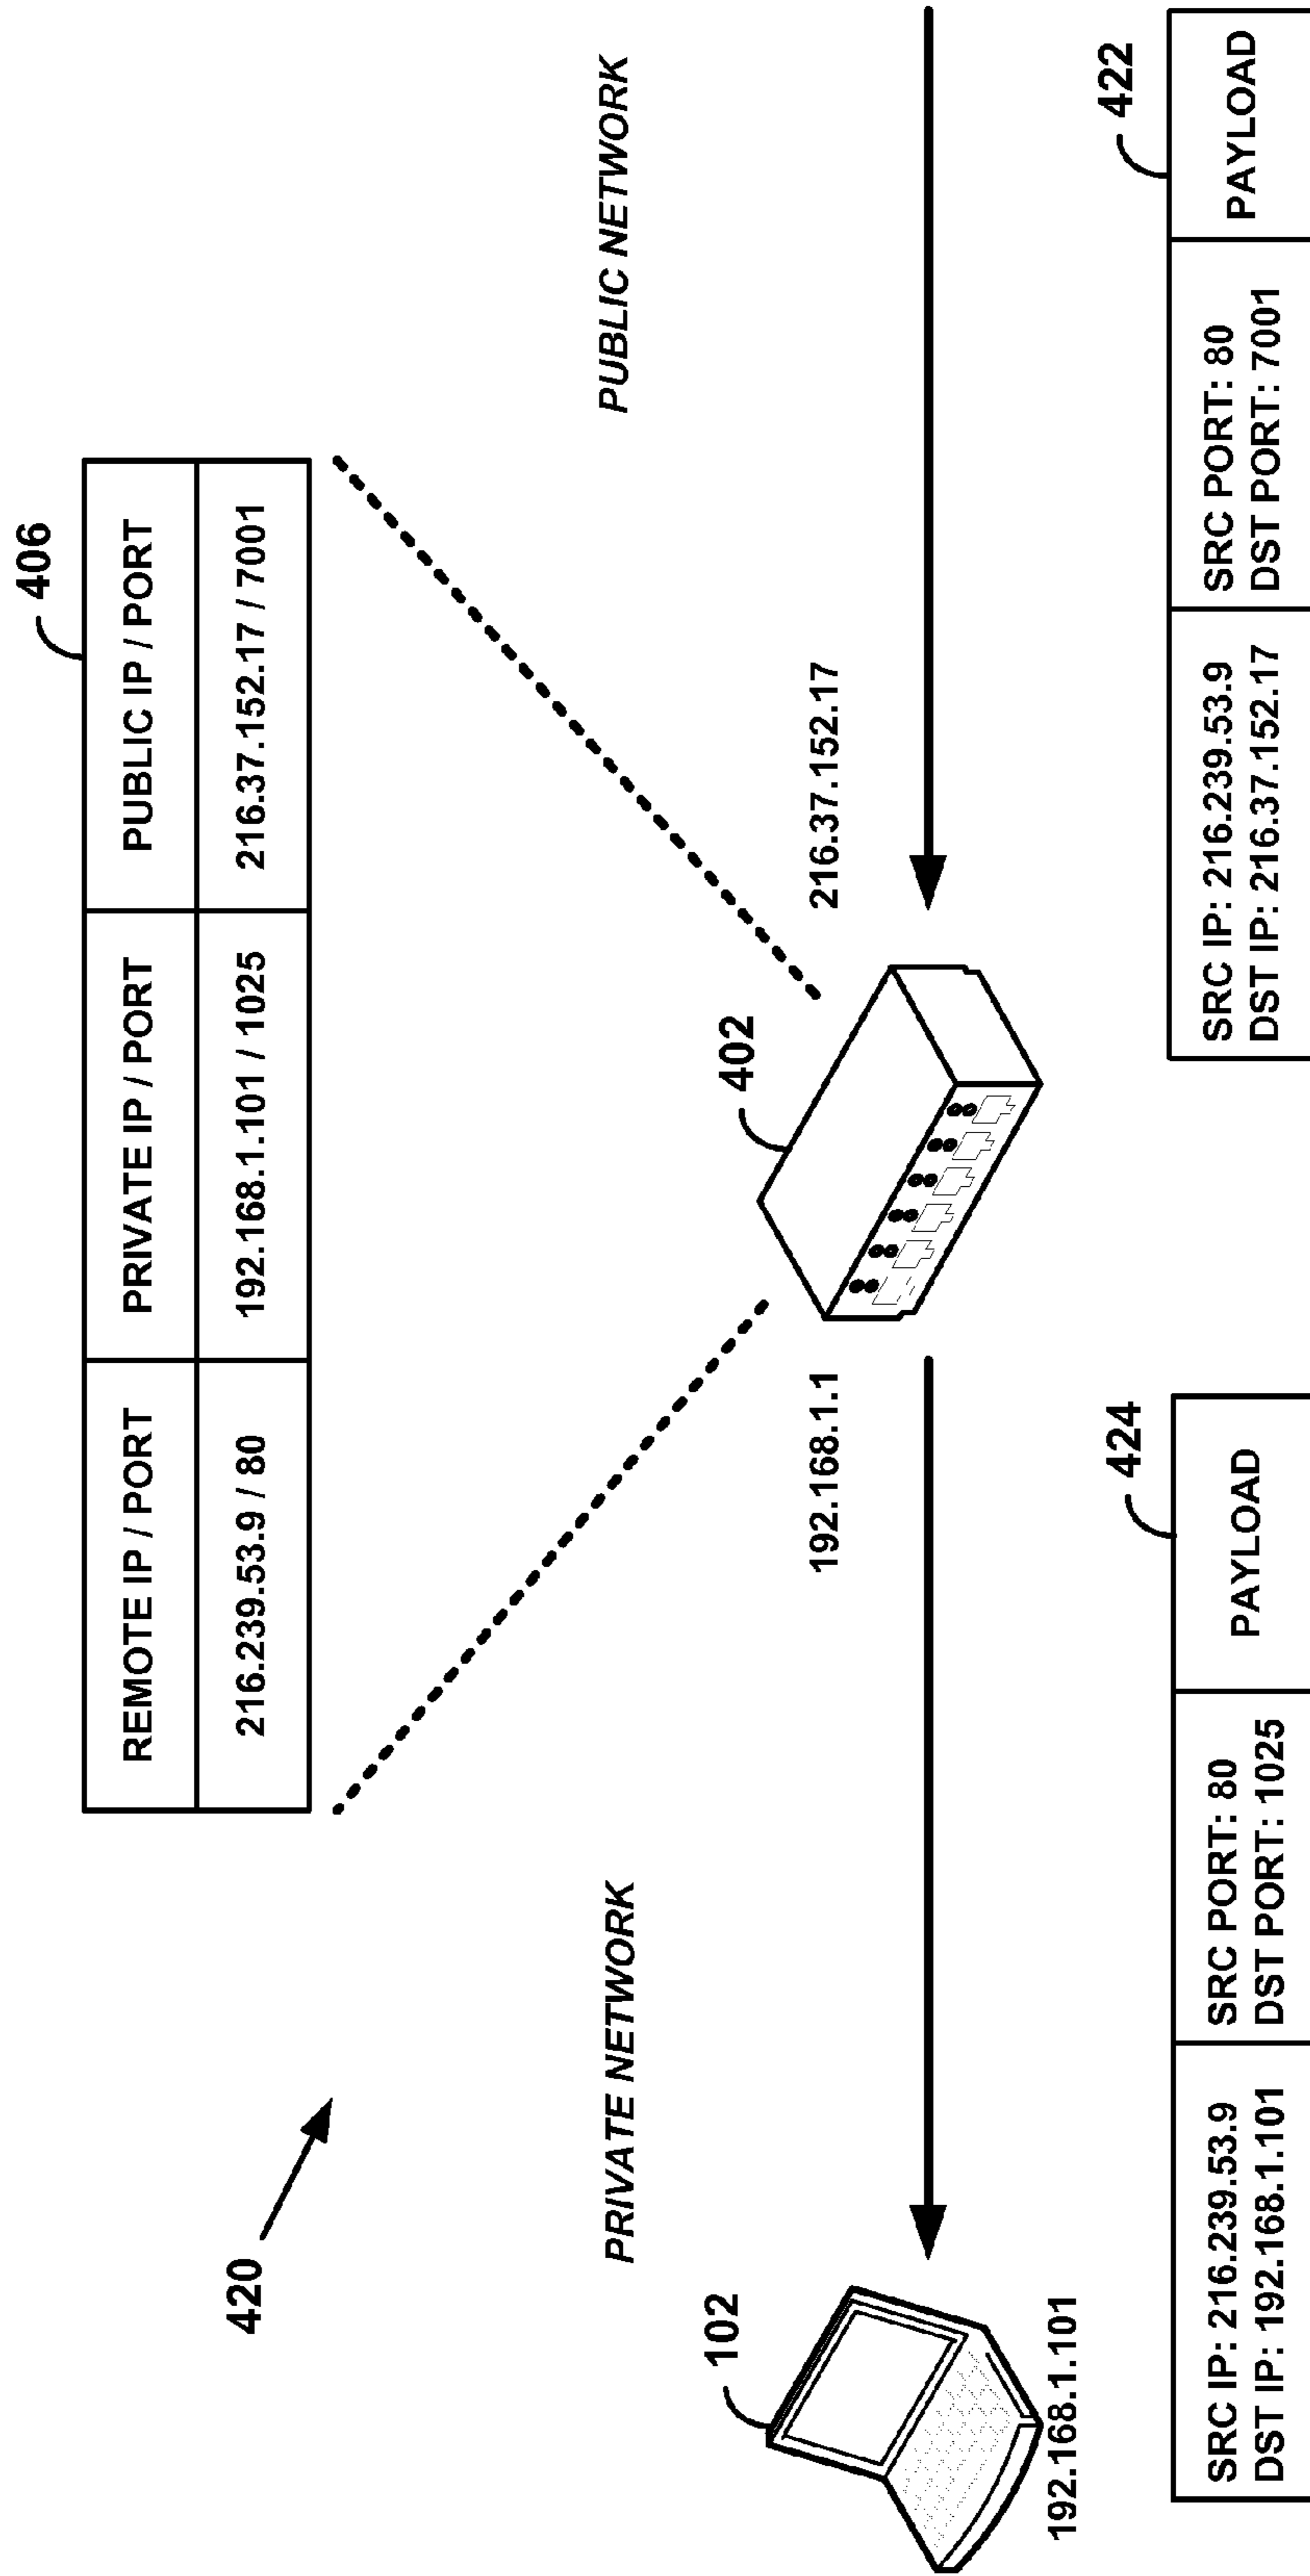 406
REMOTE IP / PORT
PRIVATE IP / PORT
PUBLIC IP / PORT
216.239.53.9 / 80
192.168.1.101 / 1025
216.37.152.17 / 7001
420
PRIVATE NETWORK
PUBLIC NETWORK
102
402
192.168.1.1
216.37.152.17
192.168.1.101
424
SRC IP: 216.239.53.9
DST IP: 192.168.1.101
SRC PORT: 80
DST PORT: 1025
PAYLOAD
422
SRC IP: 216.239.53.9
DST IP: 216.37.152.17
SRC PORT: 80
DST PORT: 7001
PAYLOAD